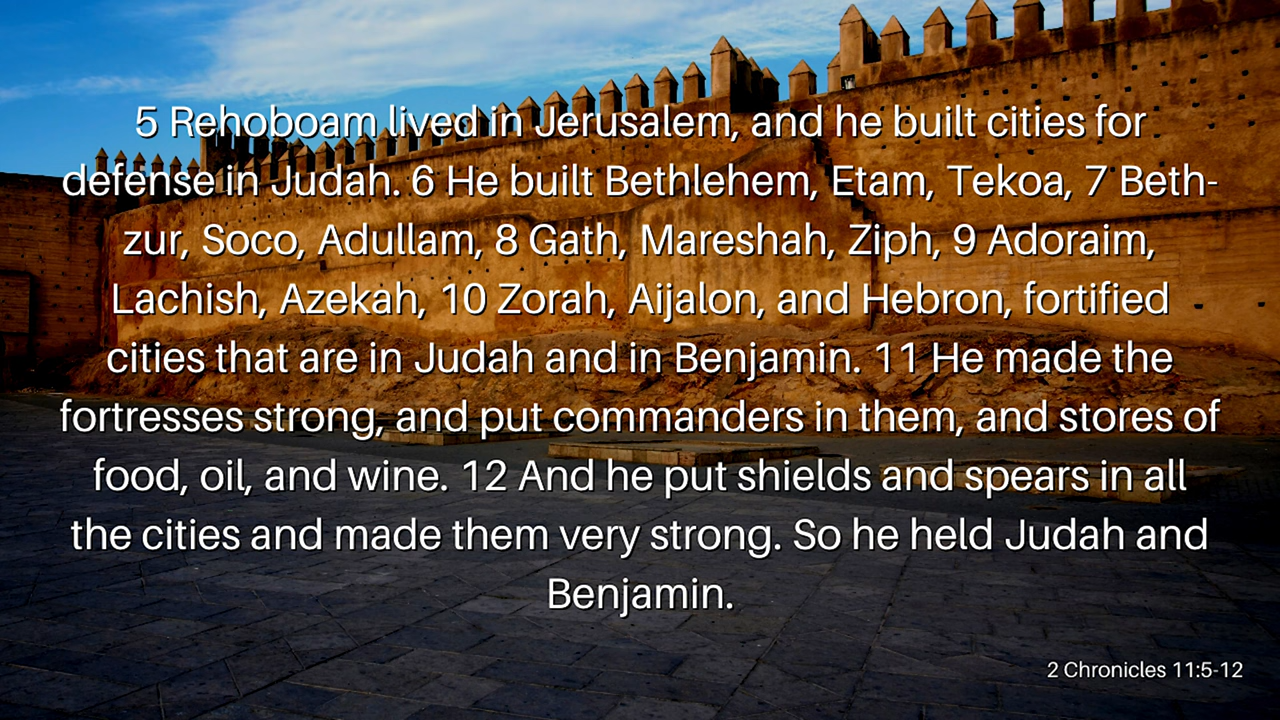 5 Rehoboam lived in Jerusalem, and he built cities for
defense in Judah. 6 He built Bethlehem, Etam, Tekoa, 7 Beth-
zur, Soco, Adullam, 8 Gath, Mareshah, Ziph, 9 Adoraim,
Lachish, Azekah, 10 Zorah, Aijalon, and Hebron, fortified
cities that are in Judah and in Benjamin. 11 He made the
fortresses strong, and put commanders in them, and stores of
food, oil, and wine. 12 And he put shields and spears in all
the cities and made them very strong. So he held Judah and
Benjamin.
2 Chronicles 11:5-12